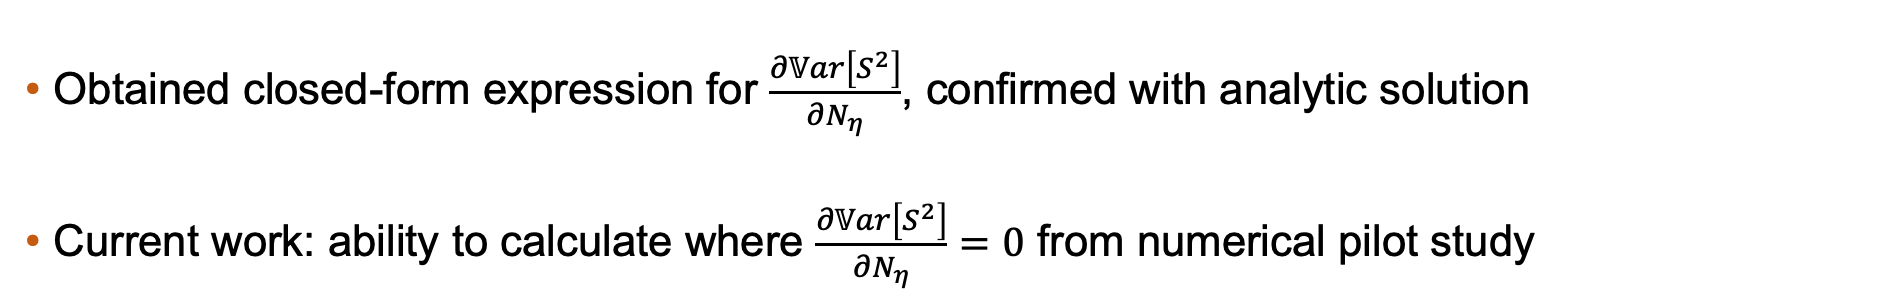 • Obtained closed-form expression for ∂𝕍ar[S²]/∂N_η, confirmed with analytic solution
• Current work: ability to calculate where ∂𝕍ar[S²]/∂N_η = 0 from numerical pilot study